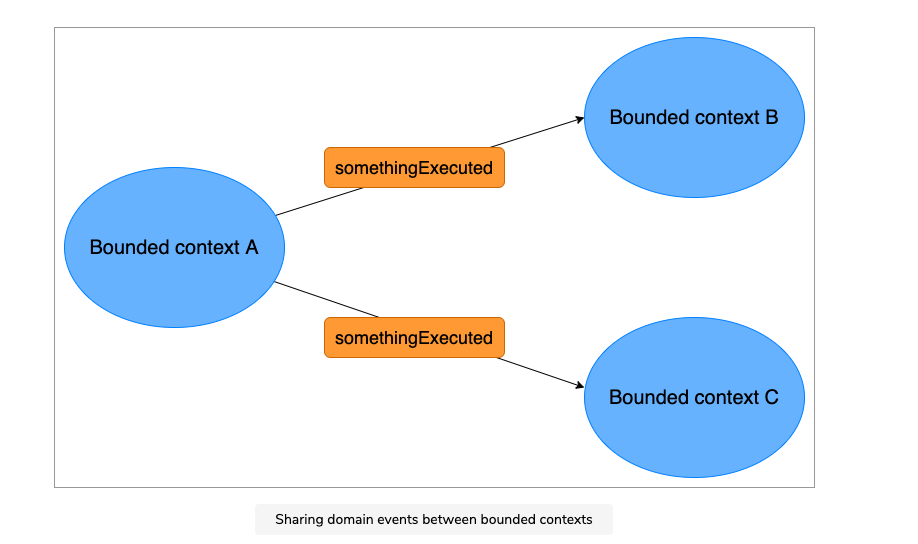 Bounded context B
somethingExecuted
Bounded context A
somethingExecuted
Bounded context C
Sharing domain events between bounded contexts